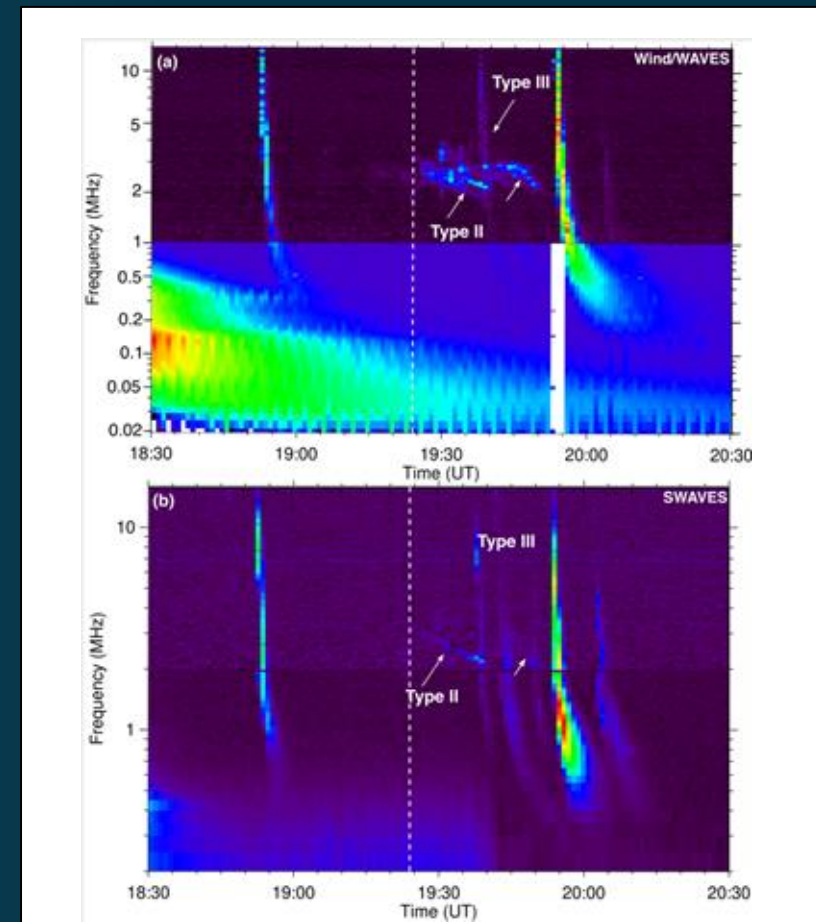 (a)
Wind/WAVES
Type III
Type II
10
5
2
1
0.5
0.2
0.1
0.05
0.02
Frequency (MHz)
18:30 19:00 19:30 20:00 20:30
Time (UT)
(b)
SWAVES
Type III
Type II
10
1
Frequency (MHz)
18:30 19:00 19:30 20:00 20:30
Time (UT)